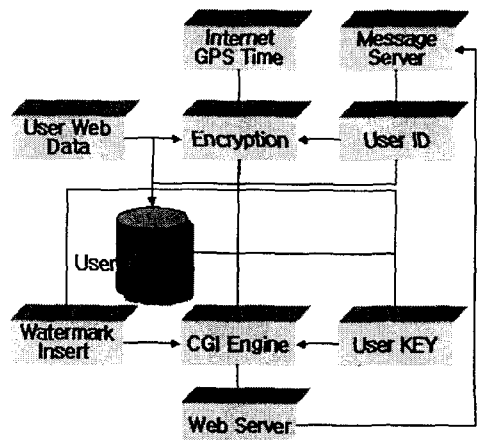 Internet
GPS Time
Message
Server
User Web
Data
Encryption
User ID
User
Watermark
Insert
CGI Engine
User KEY
Web Server